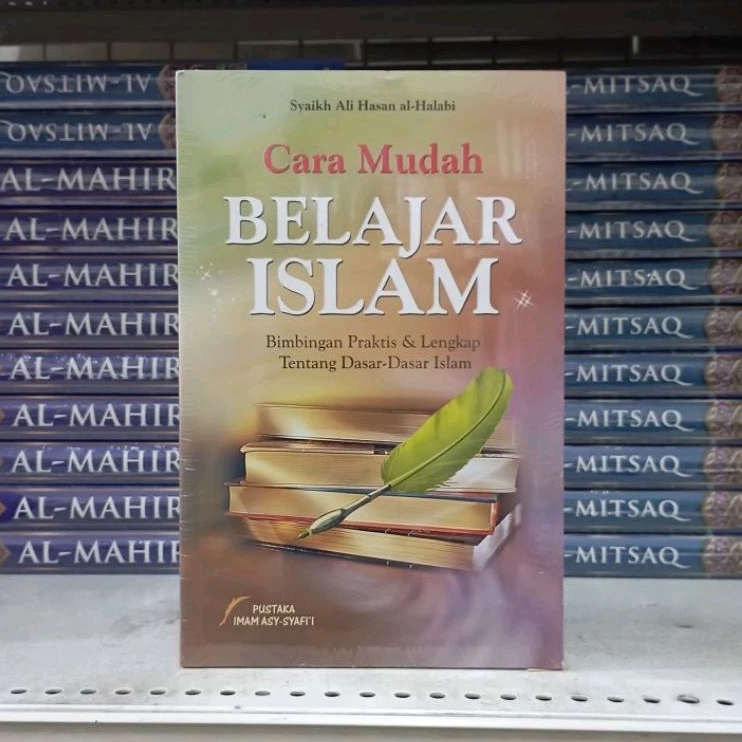 Syaikh Ali Hasan al-Halabi
Cara Mudah
BELAJAR
ISLAM
Bimbingan Praktis & Lengkap
Tentang Dasar-Dasar Islam
PUSTAKA
IMAM ASY-SYAFI'I
AL-MITSAQ
AL-MITSAQ
AL-MAHIR
AL-MAHIR
AL-MAHIR
AL-MAHIR
AL-MAHIR
AL-MAHIR
AL-MAHIR
AL-MAHIR
AL-MAHIR
-MITSAQ
-MITSAQ
-MITSAQ
-MITSAQ
-MITSAQ
-MITSAQ
-MITSAQ
-MITSAQ
-MITSAQ
-MITSAQ
-MITSAQ